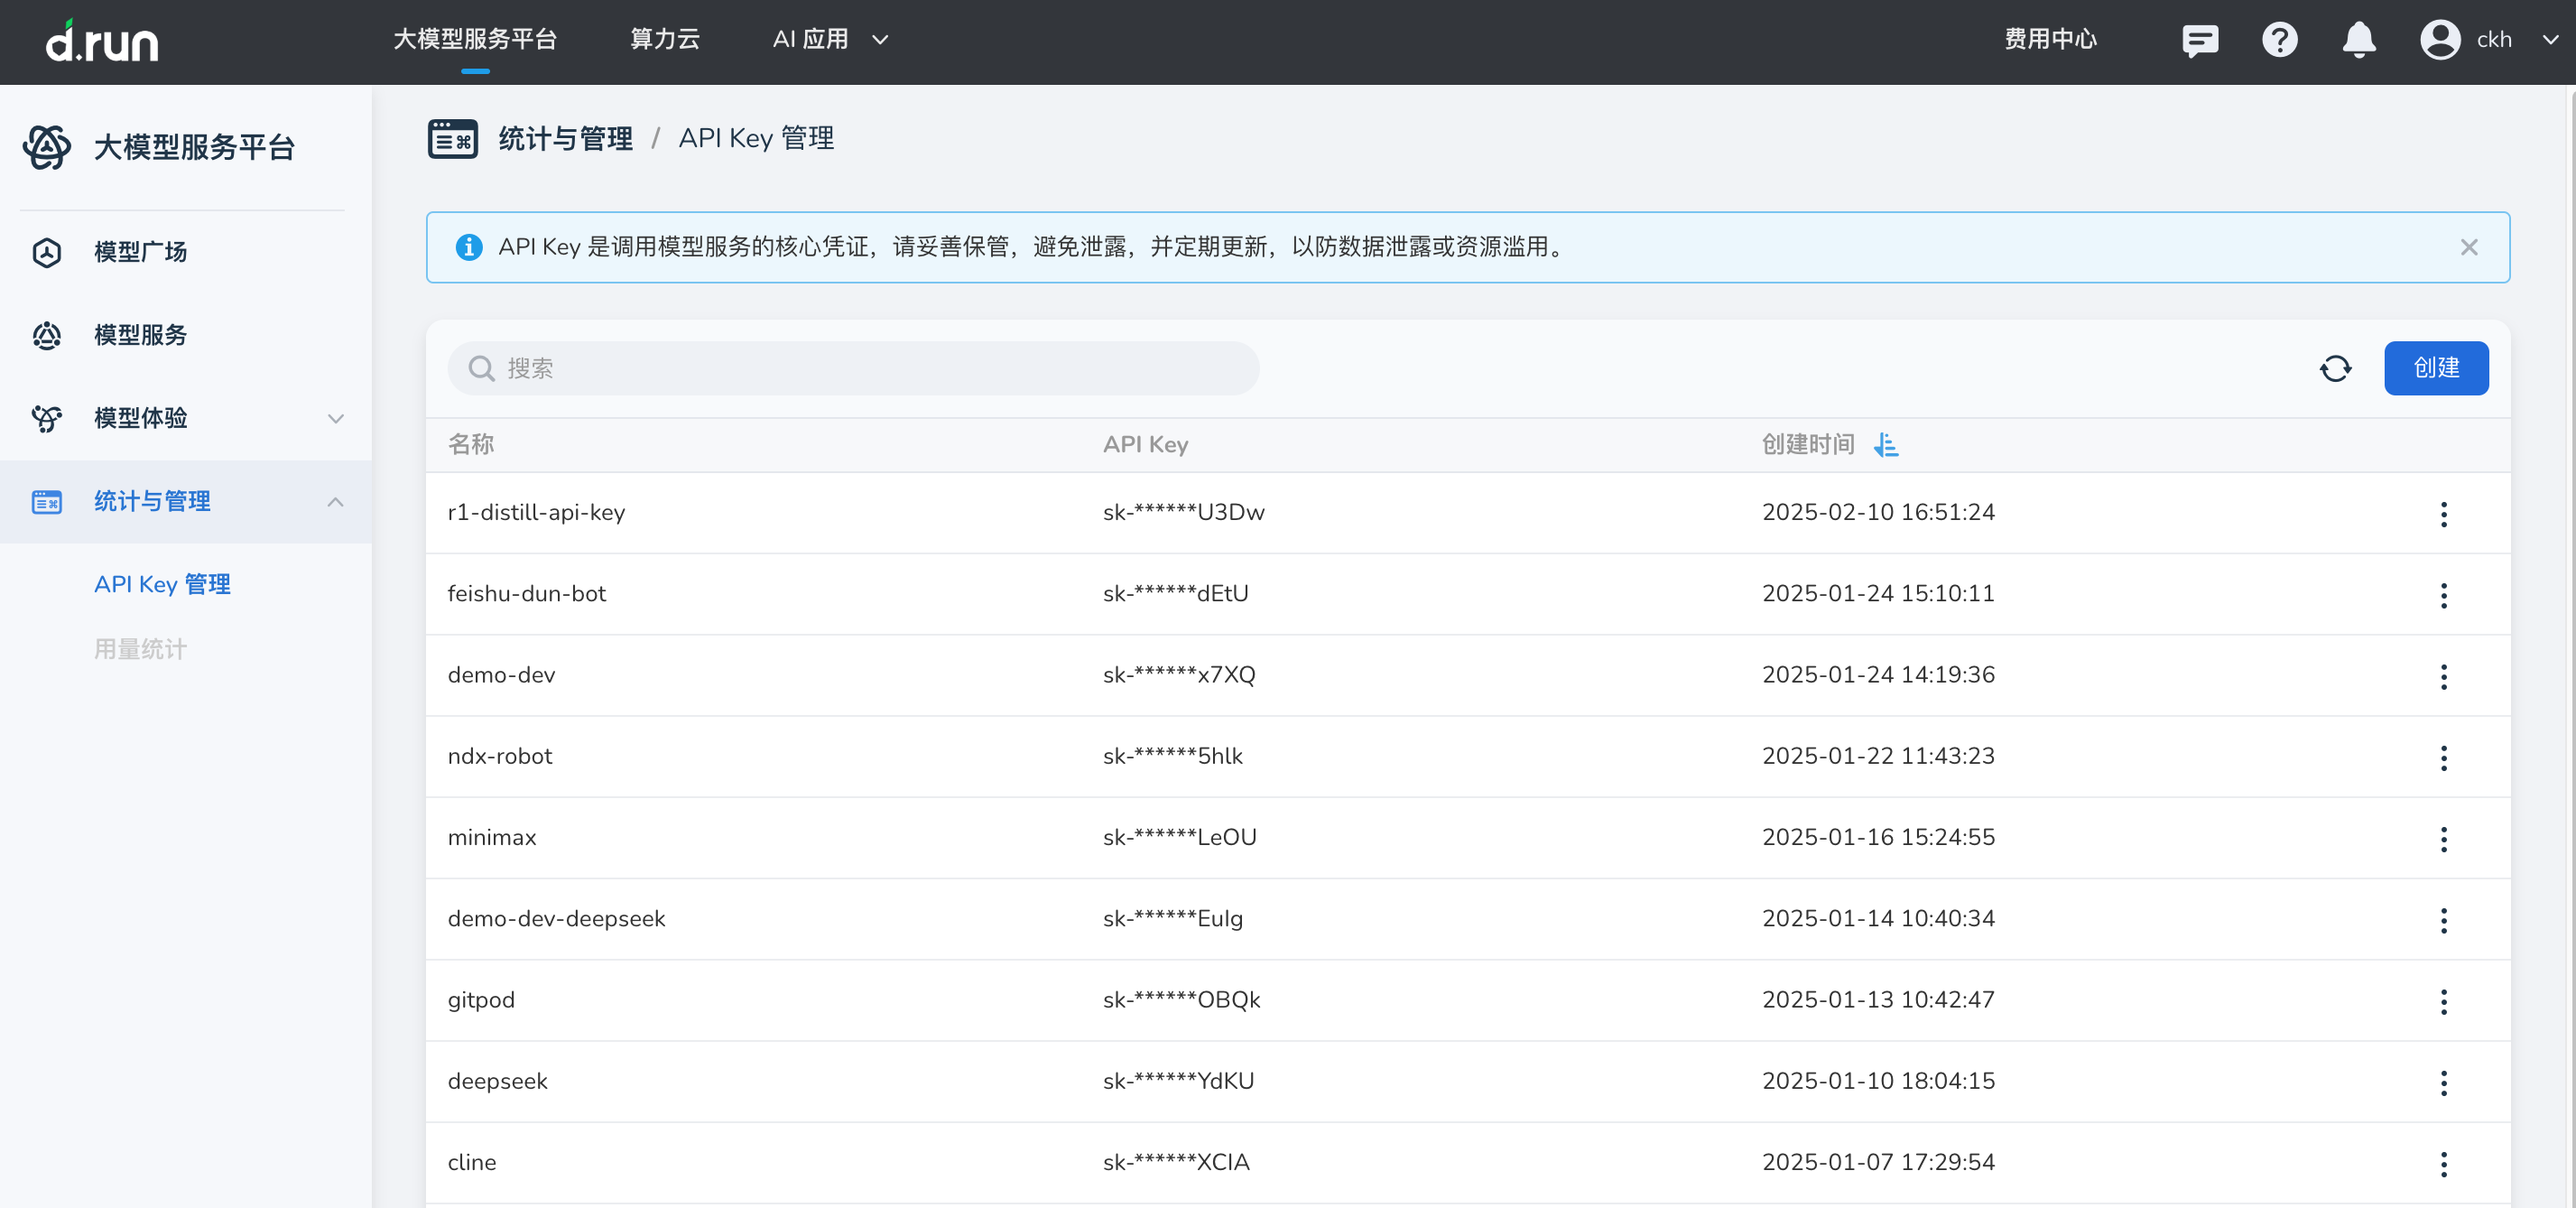 d.run 大模型服务平台 算力云 AI 应用 费用中心 ckh
大模型服务平台
模型广场
模型服务
模型体验
统计与管理
API Key 管理
用量统计
统计与管理 / API Key 管理
API Key 是调用模型服务的核心凭证，请妥善保管，避免泄露，并定期更新，以防数据泄露或资源滥用。
搜索 创建
名称 API Key 创建时间
r1-distill-api-key sk-******U3Dw 2025-02-10 16:51:24
feishu-dun-bot sk-******dEtU 2025-01-24 15:10:11
demo-dev sk-******x7XQ 2025-01-24 14:19:36
ndx-robot sk-******5hlk 2025-01-22 11:43:23
minimax sk-******LeOU 2025-01-16 15:24:55
demo-dev-deepseek sk-******EuIg 2025-01-14 10:40:34
gitpod sk-******OBQk 2025-01-13 10:42:47
deepseek sk-******YdKU 2025-01-10 18:04:15
cline sk-******XCIA 2025-01-07 17:29:54